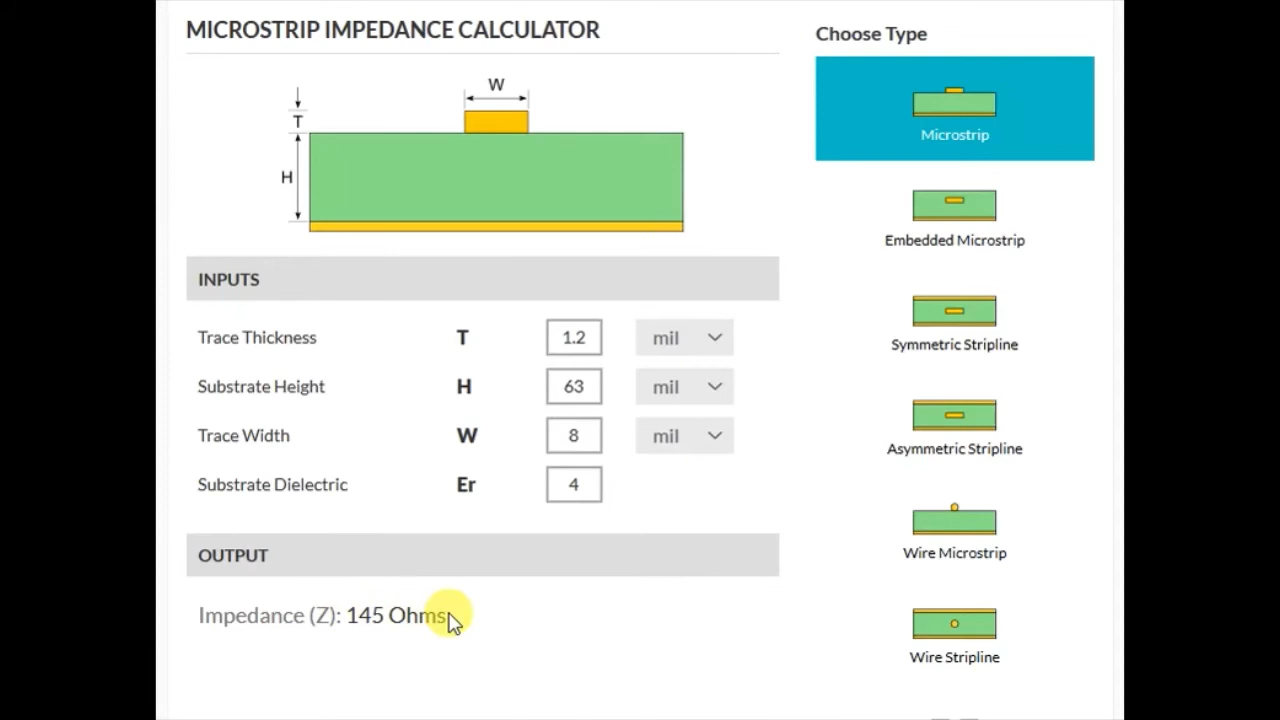 MICROSTRIP IMPEDANCE CALCULATOR
W
T
H
INPUTS
Trace Thickness T 1.2 mil
Substrate Height H 63 mil
Trace Width W 8 mil
Substrate Dielectric Er 4
OUTPUT
Impedance (Z): 145 Ohms
Choose Type
Microstrip
Embedded Microstrip
Symmetric Stripline
Asymmetric Stripline
Wire Microstrip
Wire Stripline